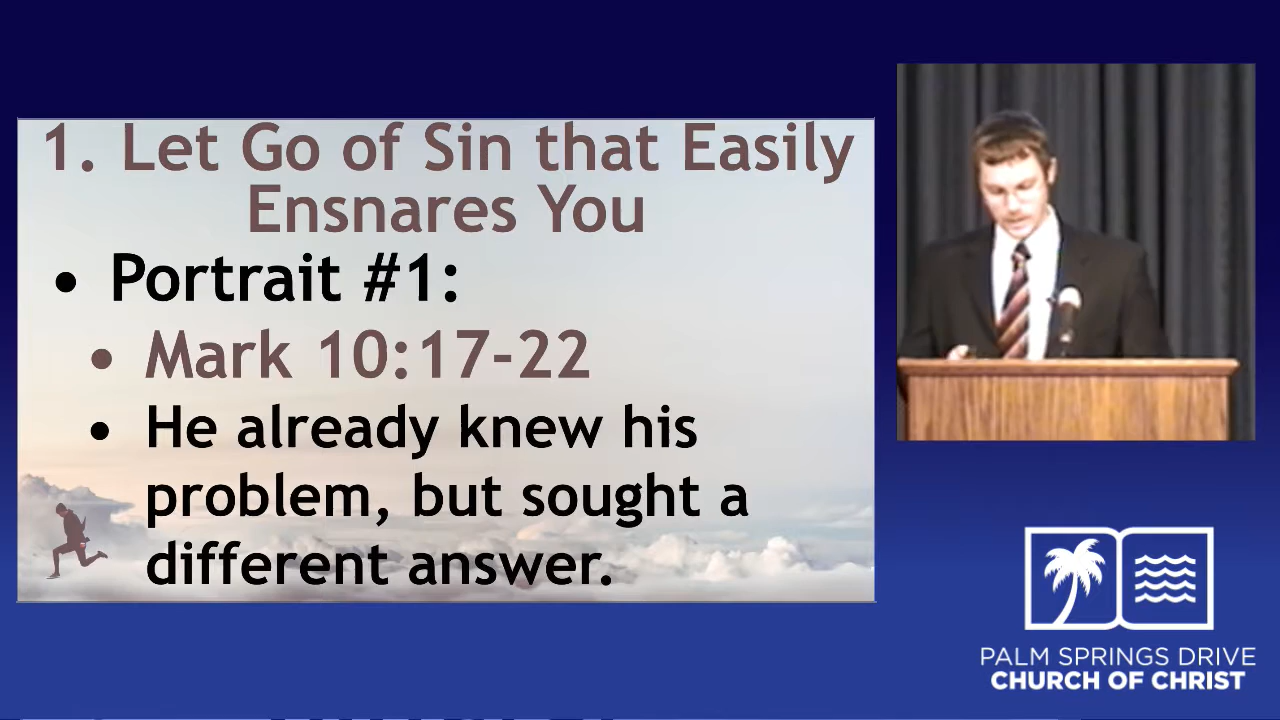 1. Let Go of Sin that Easily
Ensnares You
• Portrait #1:
• Mark 10:17-22
• He already knew his
problem, but sought a
different answer.
PALM SPRINGS DRIVE
CHURCH OF CHRIST